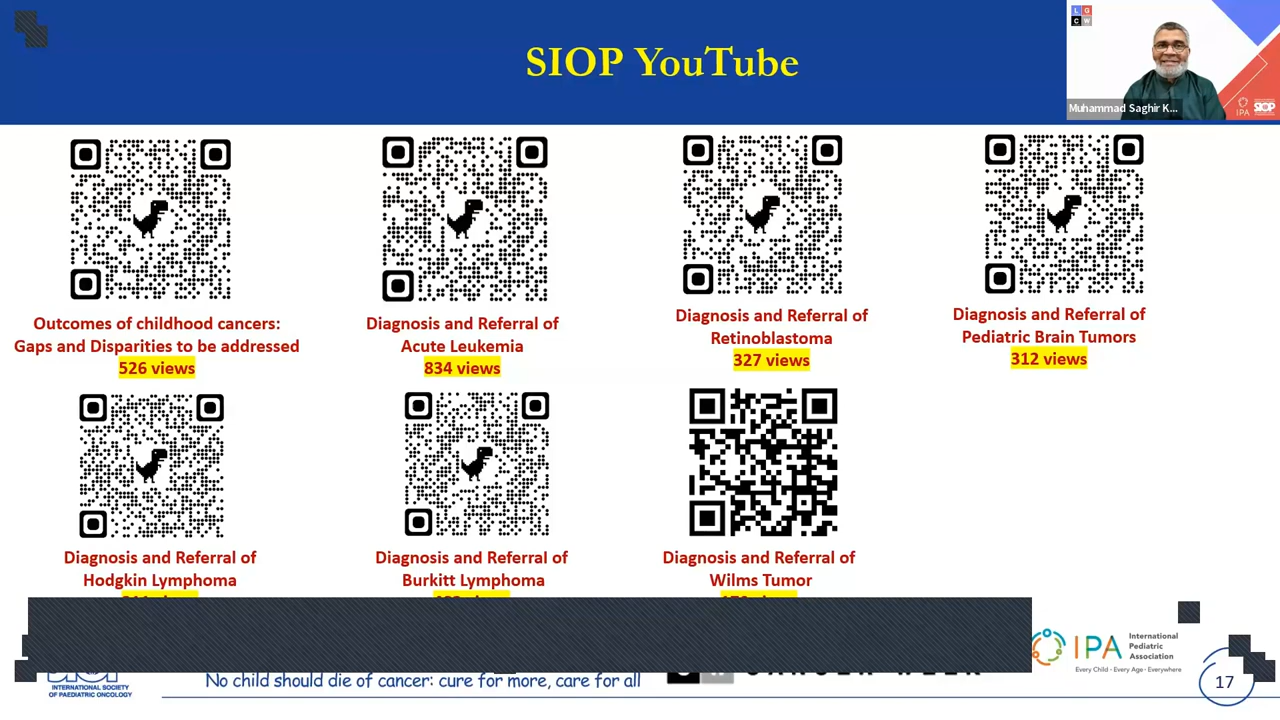 SIOP YouTube
L G
C W
Muhammad Saghir K...
IPA
SIOP
Outcomes of childhood cancers:
Gaps and Disparities to be addressed
526 views
Diagnosis and Referral of
Acute Leukemia
834 views
Diagnosis and Referral of
Retinoblastoma
327 views
Diagnosis and Referral of
Pediatric Brain Tumors
312 views
Diagnosis and Referral of
Hodgkin Lymphoma
Diagnosis and Referral of
Burkitt Lymphoma
Diagnosis and Referral of
Wilms Tumor
IPA
International
Pediatric
Association
Every Child - Every Age - Everywhere
INTERNATIONAL SOCIETY
OF PAEDIATRIC ONCOLOGY
No child should die of cancer: cure for more, care for all
17